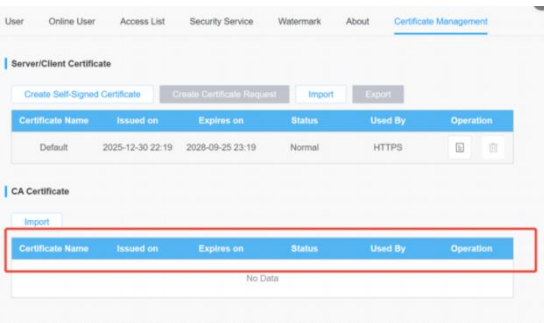 User Online User Access List Security Service Watermark About Certificate Management
Server/Client Certificate
Create Self-Signed Certificate Create Certificate Request Import Export
Certificate Name Issued on Expires on Status Used By Operation
Default 2025-12-30 22:19 2028-09-25 23:19 Normal HTTPS
CA Certificate
Import
Certificate Name Issued on Expires on Status Used By Operation
No Data